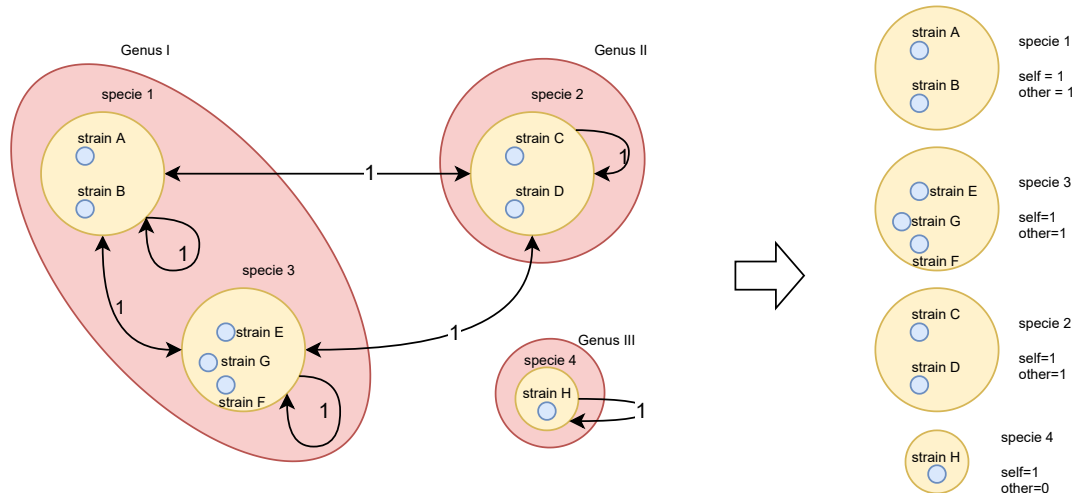 Genus I
Genus II
specie 1
specie 2
strain A
strain B
strain C
strain D
1
1
1
1
specie 3
strain E
strain G
strain F
1
1
Genus III
specie 4
strain H
1
strain A
strain B
specie 1
self = 1
other = 1
strain E
strain G
strain F
specie 3
self=1
other=1
strain C
strain D
specie 2
self=1
other=1
strain H
specie 4
self=1
other=0